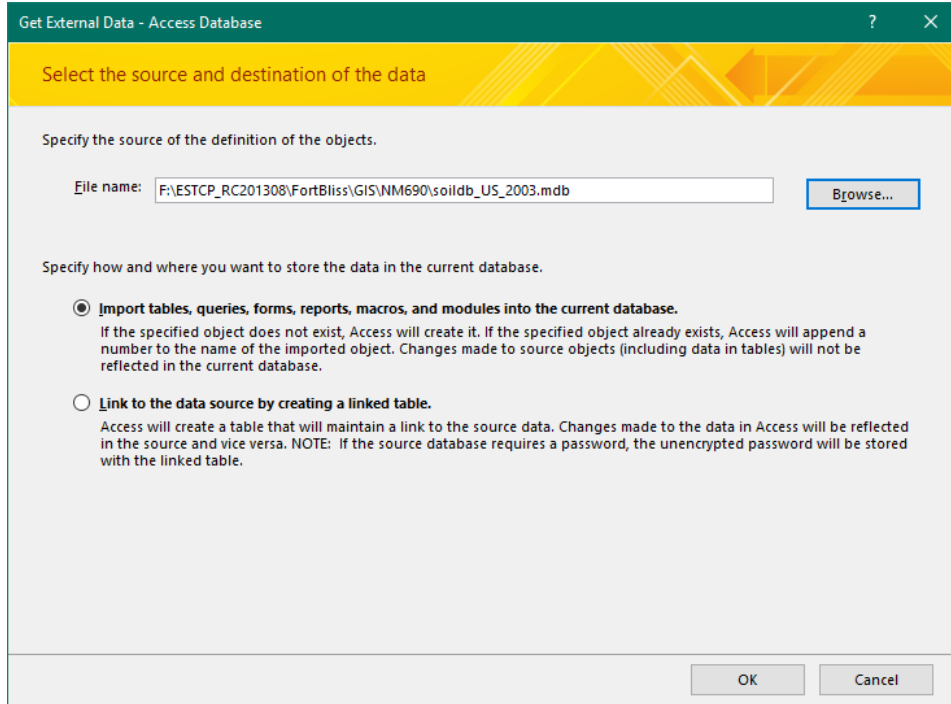 Get External Data - Access Database
? ×
Select the source and destination of the data
Specify the source of the definition of the objects.
File name: F:\ESTCP_RC201308\FortBliss\GIS\NM690\soildb_US_2003.mdb Browse...
Specify how and where you want to store the data in the current database.
Import tables, queries, forms, reports, macros, and modules into the current database.
If the specified object does not exist, Access will create it. If the specified object already exists, Access will append a
number to the name of the imported object. Changes made to source objects (including data in tables) will not be
reflected in the current database.
Link to the data source by creating a linked table.
Access will create a table that will maintain a link to the source data. Changes made to the data in Access will be reflected
in the source and vice versa. NOTE:  If the source database requires a password, the unencrypted password will be stored
with the linked table.
OK Cancel